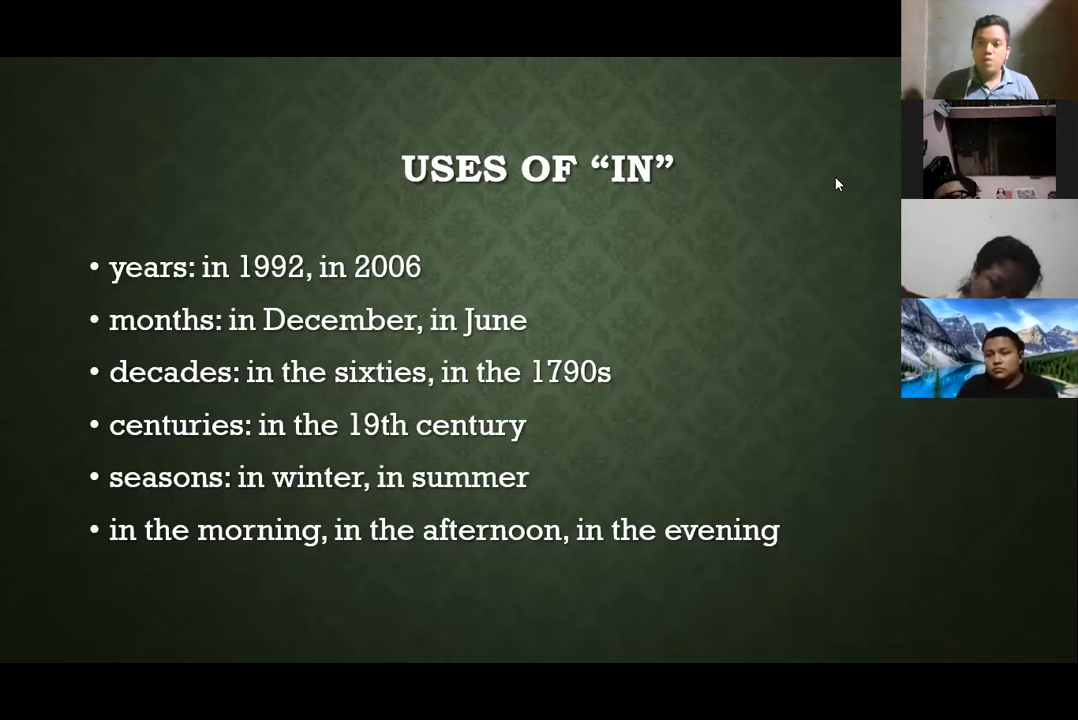 USES OF “IN”
• years: in 1992, in 2006
• months: in December, in June
• decades: in the sixties, in the 1790s
• centuries: in the 19th century
• seasons: in winter, in summer
• in the morning, in the afternoon, in the evening